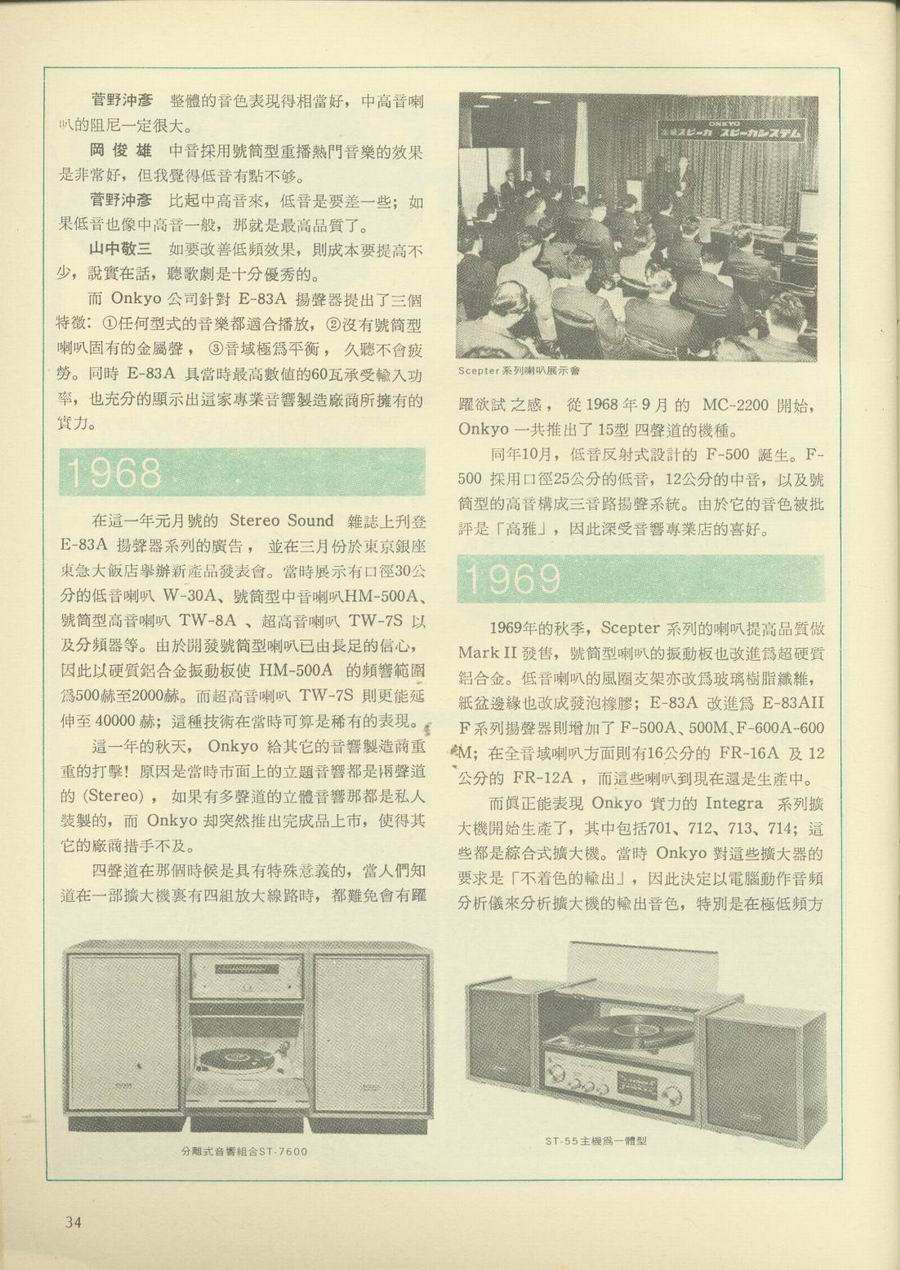 菅野沖彥　整體的音色表現得相當好，中高音喇
叭的阻尼一定很大。
岡 俊 雄　中音採用號筒型重播熱門音樂的效果
是非常好，但我覺得低音有點不够。
菅野沖彥　比起中高音來，低音是要差一些；如
果低音也像中高音一般，那就是最高品質了。
山中敬三　如要改善低頻效果，則成本要提高不
少，說實在話，聽歌劇是十分優秀的。
而 Onkyo 公司針對 E-83A 揚聲器提出了三個
特徵：①任何型式的音樂都適合播放，②沒有號筒型
喇叭固有的金屬聲，③音域極爲平衡，久聽不會疲
勞。同時 E-83A 具當時最高數値的60瓦承受輸入功
率，也充分的顯示出這家專業音響製造廠商所擁有的
實力。
1968
在這一年元月號的 Stereo Sound 雜誌上刊登
E-83A 揚聲器系列的廣告，並在三月份於東京銀座
東急大飯店擧辦新產品發表會。當時展示有口徑30公
分的低音喇叭 W-30A、號筒型中音喇叭HM-500A、
號筒型高音喇叭 TW-8A 、超高音喇叭 TW-7S 以
及分頻器等。由於開發號筒型喇叭已由長足的信心，
因此以硬質鋁合金振動板使 HM-500A 的頻響範圍
爲500赫至2000赫。而超高音喇叭 TW-7S 則更能延
伸至 40000 赫；這種技術在當時可算是稀有的表現。
這一年的秋天， Onkyo 給其它的音響製造商重
重的打擊！原因是當時市面上的立題音響都是兩聲道
的 (Stereo) ，如果有多聲道的立體音響那都是私人
裝製的，而 Onkyo 却突然推出完成品上市，使得其
它的廠商措手不及。
四聲道在那個時候是具有特殊意義的，當人們知
道在一部擴大機裏有四組放大線路時，都難免會有躍
ONKYO
スピーカ スピーカシステム
Scepter系列喇叭展示會
躍欲試之感，從 1968 年 9 月 的 MC-2200 開始，
Onkyo 一共推出了 15型 四聲道的機種。
同年10月，低音反射式設計的 F-500 誕生。F-
500 採用口徑25公分的低音，12公分的中音，以及號
筒型的高音構成三音路揚聲系統。由於它的音色被批
評是「高雅」，因此深受音響專業店的喜好。
1969
1969年的秋季，Scepter 系列的喇叭提高品質做
Mark II 發售，號筒型喇叭的振動板也改進爲超硬質
鋁合金。低音喇叭的風圈支架亦改爲玻璃樹脂纖維，
紙盆邊緣也改成發泡橡膠；E-83A 改進爲 E-83AII
F 系列揚聲器則增加了 F-500A、500M、F-600A-600
M；在全音域喇叭方面則有16公分的 FR-16A 及 12
公分的 FR-12A ，而這些喇叭到現在還是生產中。
而眞正能表現 Onkyo 實力的 Integra 系列擴
大機開始生產了，其中包括701、712、713、714；這
些都是綜合式擴大機。當時 Onkyo 對這些擴大器的
要求是「不着色的輸出」，因此決定以電腦動作音頻
分析儀來分析擴大機的輸出音色，特別是在極低頻方
分離式音響組合ST-7600
ST-55主機爲一體型
34